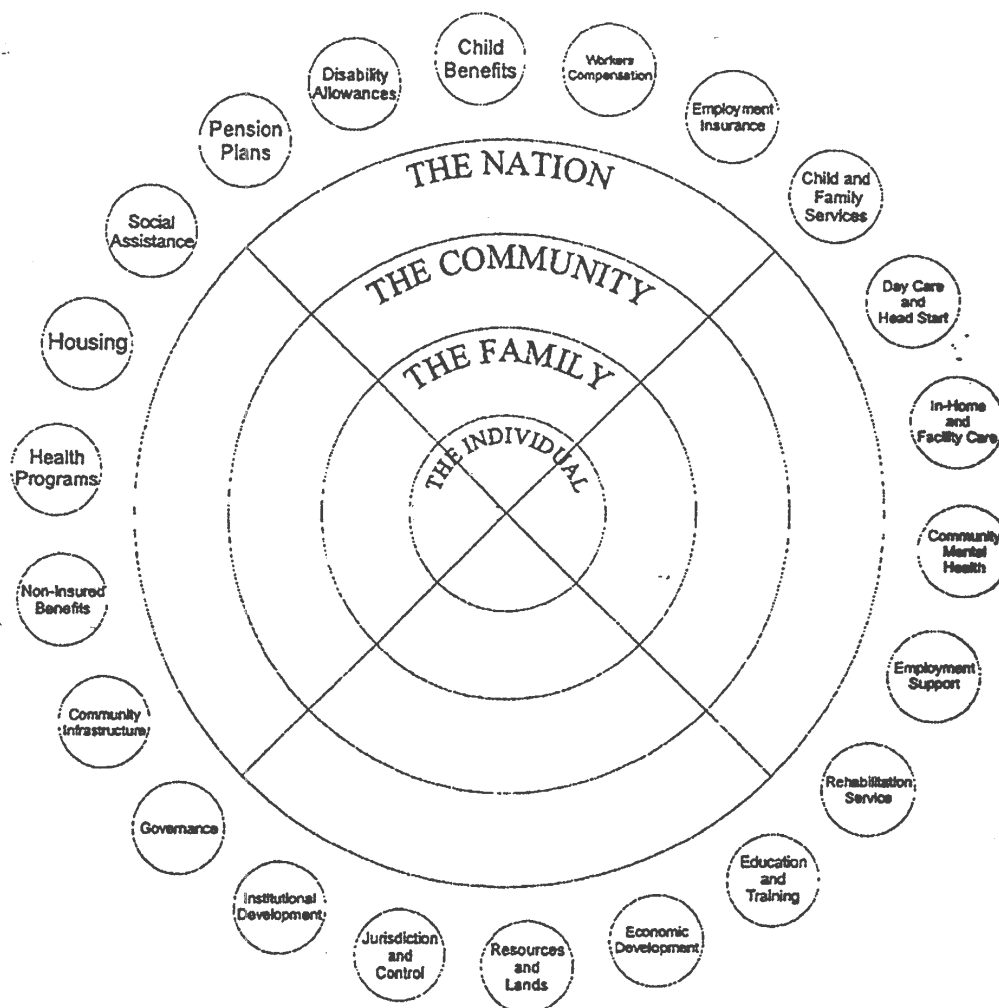 Child
Benefits
Workers
Compensation
Employment
Insurance
Child and
Family
Services
Day Care
and
Head Start
In-Home
and
Facility Care
Community
Mental
Health
Employment
Support
Rehabilitation
Service
Education
and
Training
Economic
Development
Resources
and
Lands
Jurisdiction
and
Control
Institutional
Development
Governance
Community
Infrastructure
Non-Insured
Benefits
Health
Programs
Housing
Social
Assistance
Pension
Plans
Disability
Allowances
THE NATION
THE COMMUNITY
THE FAMILY
THE INDIVIDUAL